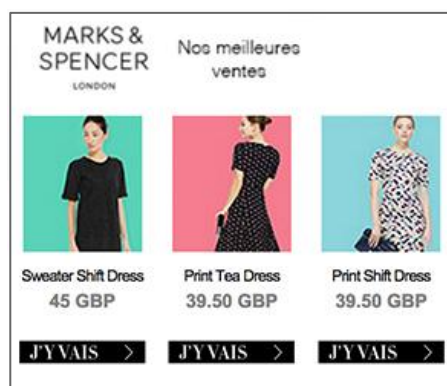 MARKS &
SPENCER
LONDON
Nos meilleures
ventes
Sweater Shift Dress
Print Tea Dress
Print Shift Dress
45 GBP
39.50 GBP
39.50 GBP
J'Y VAIS
J'Y VAIS
J'Y VAIS